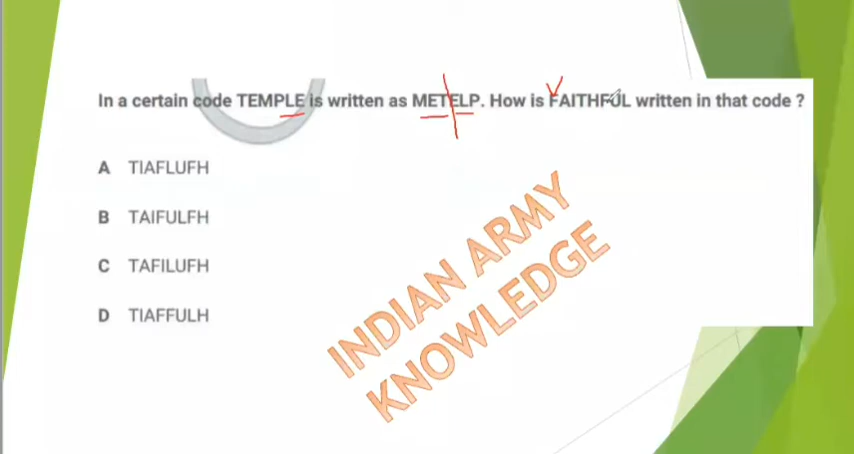 In a certain code TEMPLE is written as METELP. How is FAITHFUL written in that code ?
A TIAFLUFH
B TAIFULFH
C TAFILUFH
D TIAFFULH
INDIAN ARMY
KNOWLEDGE